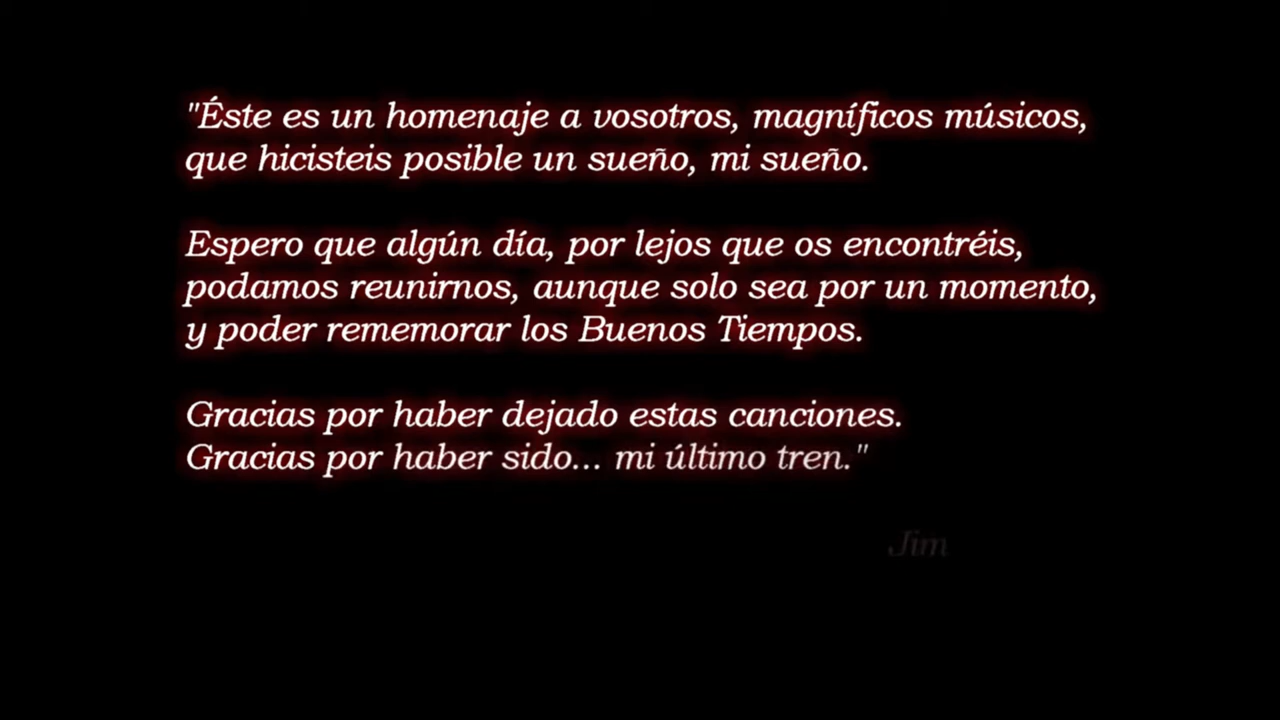 "Éste es un homenaje a vosotros, magníficos músicos,
que hicisteis posible un sueño, mi sueño.
Espero que algún día, por lejos que os encontréis,
podamos reunirnos, aunque solo sea por un momento,
y poder rememorar los Buenos Tiempos.
Gracias por haber dejado estas canciones.
Gracias por haber sido... mi último tren."
Jim